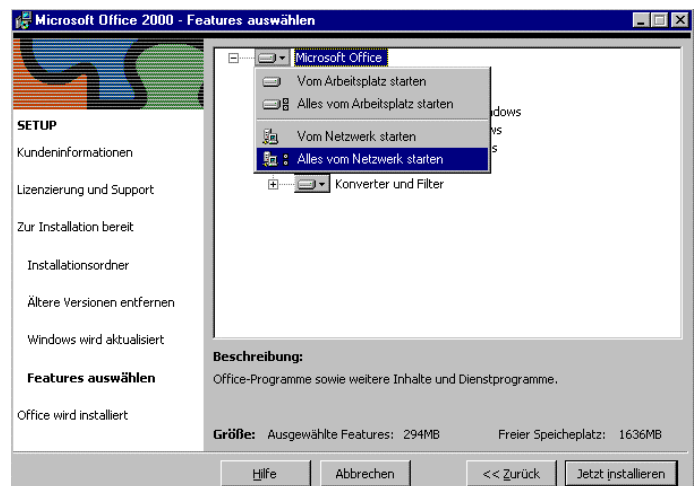 Microsoft Office 2000 - Features auswählen
Microsoft Office
Vom Arbeitsplatz starten
Alles vom Arbeitsplatz starten
Vom Netzwerk starten
Alles vom Netzwerk starten
Konverter und Filter
SETUP
Kundeninformationen
Lizenzierung und Support
Zur Installation bereit
Installationsordner
Ältere Versionen entfernen
Windows wird aktualisiert
Features auswählen
Office wird installiert
Beschreibung:
Office-Programme sowie weitere Inhalte und Dienstprogramme.
Größe: Ausgewählte Features: 294MB Freier Speicheplatz: 1636MB
Hilfe Abbrechen << Zurück Jetzt installieren